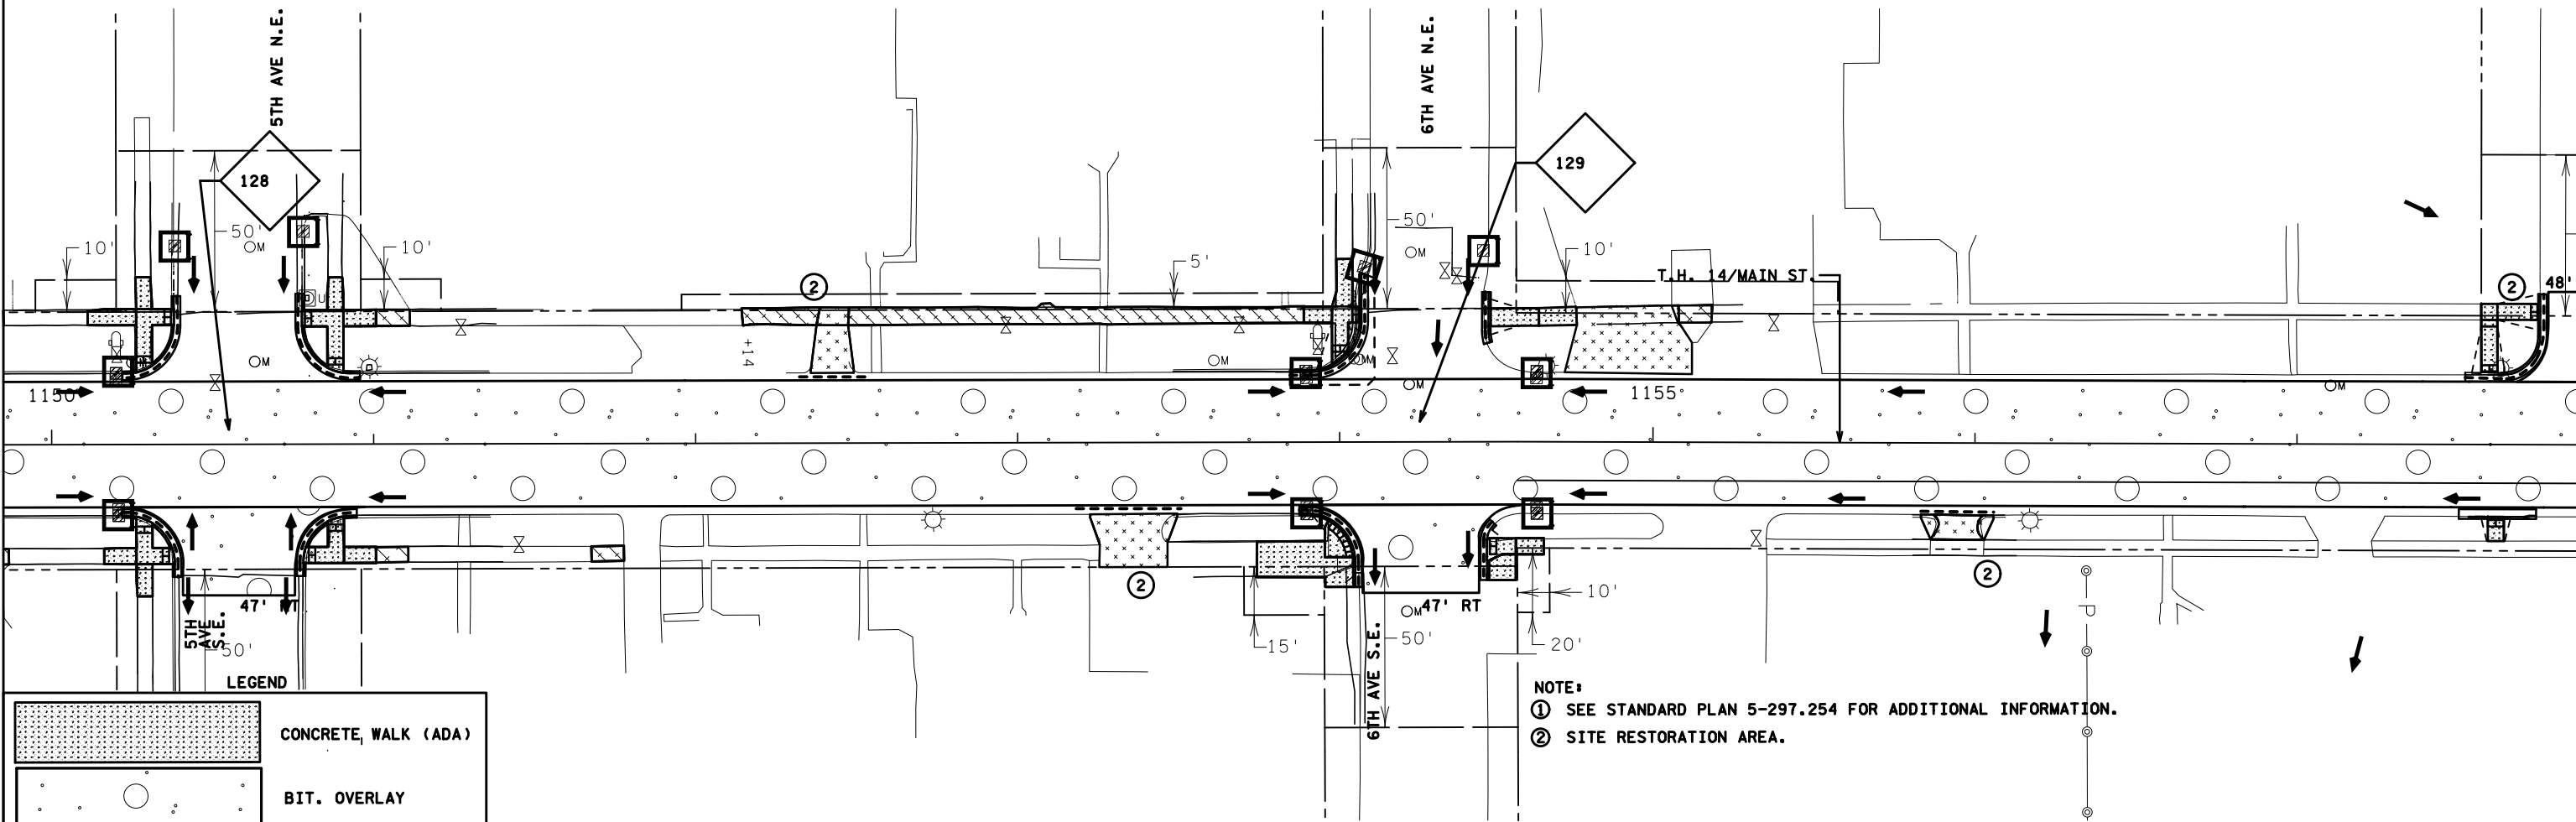 5TH AVE N.E.
6TH AVE N.E.
128
129
10'
50'
M
10'
5'
50'
M
10'
T.H. 14/MAIN ST.
2
2
48'
U
M
M
+14
M
M
M
M
1150
1155
47' RT
5TH
AVE
S.E.
50'
2
15'
M
47' RT
50'
6TH AVE S.E.
10'
20'
2
P
LEGEND
CONCRETE WALK (ADA)
BIT. OVERLAY
NOTE:
1 SEE STANDARD PLAN 5-297.254 FOR ADDITIONAL INFORMATION.
2 SITE RESTORATION AREA.